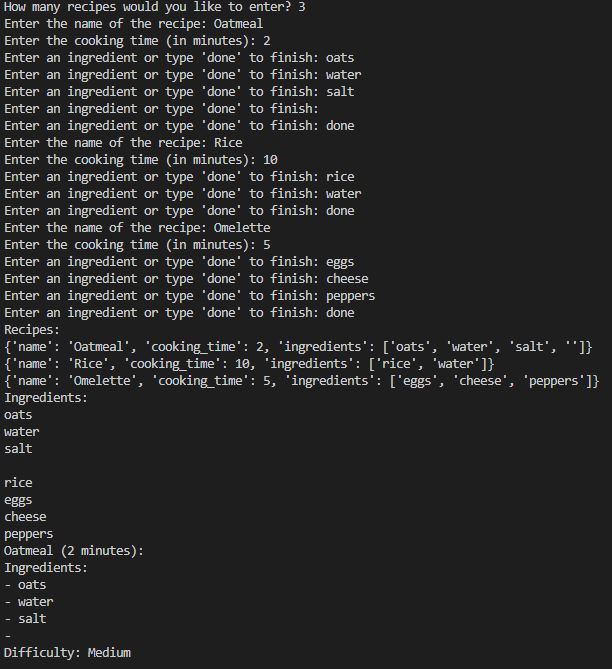 How many recipes would you like to enter? 3
Enter the name of the recipe: Oatmeal
Enter the cooking time (in minutes): 2
Enter an ingredient or type 'done' to finish: oats
Enter an ingredient or type 'done' to finish: water
Enter an ingredient or type 'done' to finish: salt
Enter an ingredient or type 'done' to finish:
Enter an ingredient or type 'done' to finish: done
Enter the name of the recipe: Rice
Enter the cooking time (in minutes): 10
Enter an ingredient or type 'done' to finish: rice
Enter an ingredient or type 'done' to finish: water
Enter an ingredient or type 'done' to finish: done
Enter the name of the recipe: Omelette
Enter the cooking time (in minutes): 5
Enter an ingredient or type 'done' to finish: eggs
Enter an ingredient or type 'done' to finish: cheese
Enter an ingredient or type 'done' to finish: peppers
Enter an ingredient or type 'done' to finish: done
Recipes:
{'name': 'Oatmeal', 'cooking_time': 2, 'ingredients': ['oats', 'water', 'salt', '']}
{'name': 'Rice', 'cooking_time': 10, 'ingredients': ['rice', 'water']}
{'name': 'Omelette', 'cooking_time': 5, 'ingredients': ['eggs', 'cheese', 'peppers']}
Ingredients:
oats
water
salt

rice
eggs
cheese
peppers
Oatmeal (2 minutes):
Ingredients:
- oats
- water
- salt
-
Difficulty: Medium